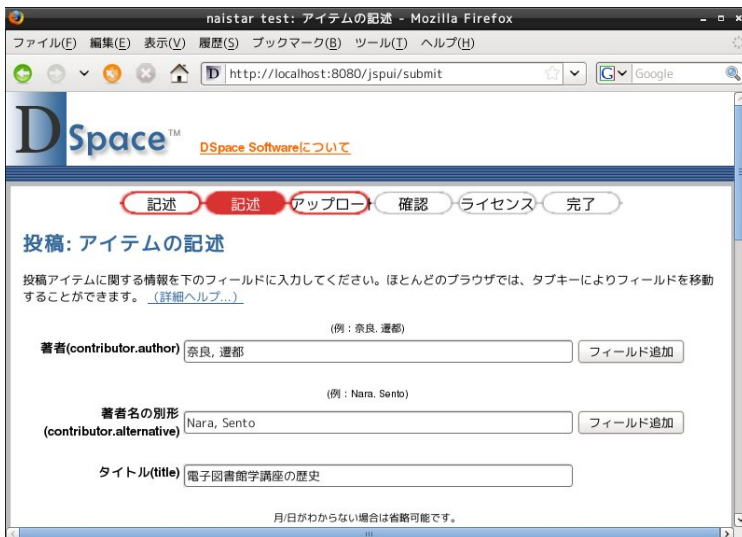 naistar test: アイテムの記述 - Mozilla Firefox
ファイル(F) 編集(E) 表示(V) 履歴(S) ブックマーク(B) ツール(T) ヘルプ(H)
D http://localhost:8080/jspui/submit G Google
DSpace™ DSpace Softwareについて
記述 記述 アップロート 確認 ライセンス 完了
投稿: アイテムの記述
投稿アイテムに関する情報を下のフィールドに入力してください。ほとんどのブラウザでは、タブキーによりフィールドを移動
することができます。 (詳細ヘルプ...)
(例：奈良, 遷都)
著者(contributor.author) 奈良, 遷都 フィールド追加
(例：Nara, Sento)
著者名の別形
(contributor.alternative) Nara, Sento フィールド追加
タイトル(title) 電子図書館学講座の歴史
月/日がわからない場合は省略可能です。